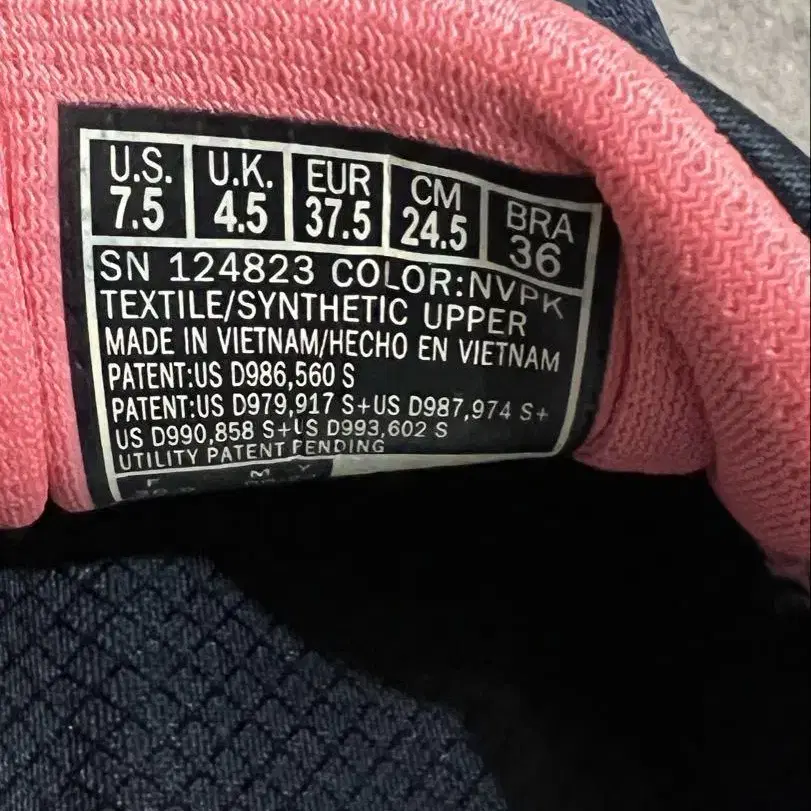 U.S. U.K. EUR CM BRA
7.5 4.5 37.5 24.5 36
SN 124823 COLOR:NVPK
TEXTILE/SYNTHETIC UPPER
MADE IN VIETNAM/HECHO EN VIETNAM
PATENT:US D986,560 S
PATENT:US D979,917 S+US D987,974 S+
US D990,858 S+US D993,602 S
UTILITY PATENT PENDING
F M Y